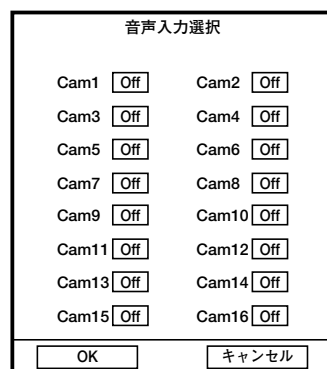 音声入力選択
Cam1 Off Cam2 Off
Cam3 Off Cam4 Off
Cam5 Off Cam6 Off
Cam7 Off Cam8 Off
Cam9 Off Cam10 Off
Cam11 Off Cam12 Off
Cam13 Off Cam14 Off
Cam15 Off Cam16 Off
OK キャンセル